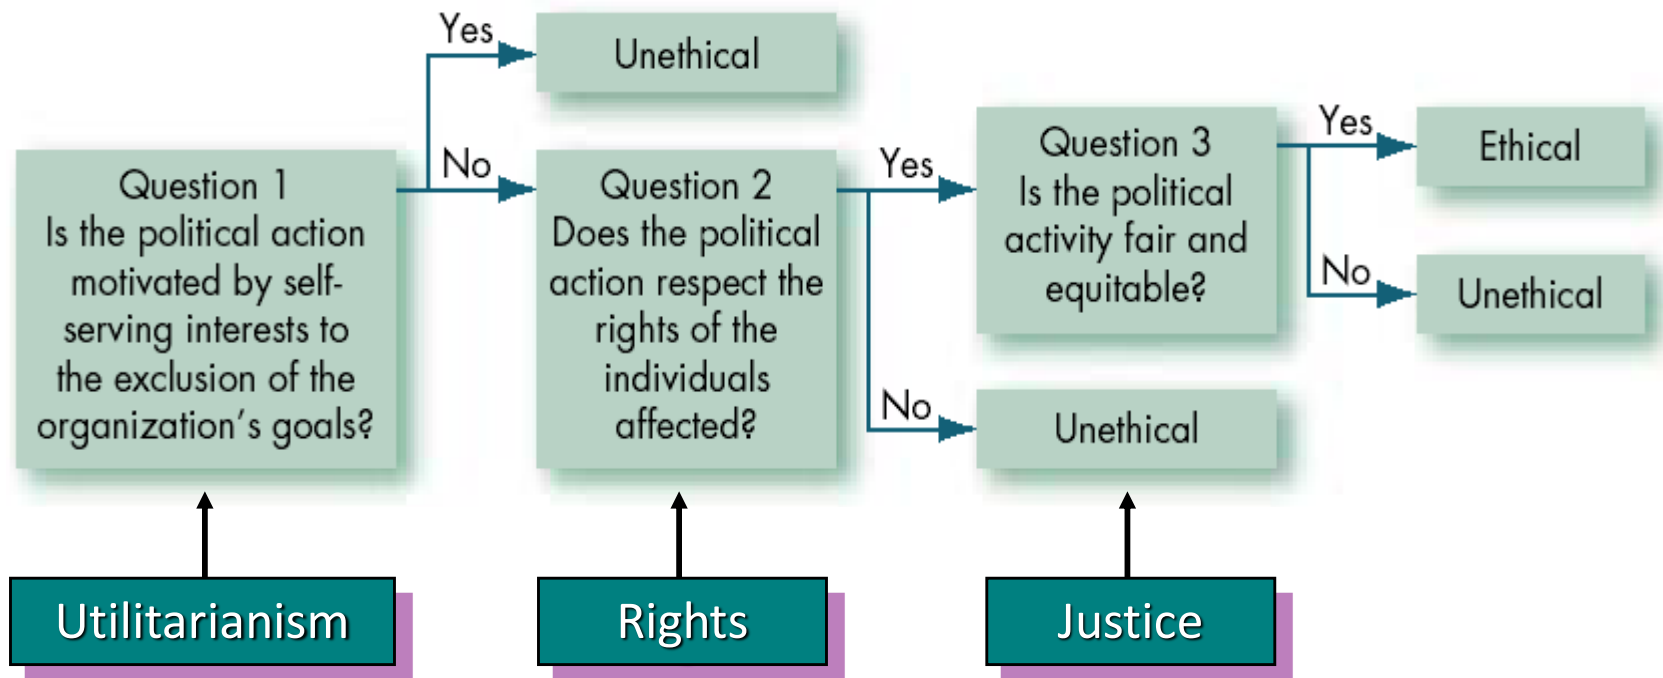 Yes
Unethical
No
Question 1
Is the political action
motivated by self-
serving interests to
the exclusion of the
organization's goals?
Question 2
Does the political
action respect the
rights of the
individuals
affected?
Yes
No
Question 3
Is the political
activity fair and
equitable?
Unethical
Yes
Ethical
No
Unethical
Utilitarianism
Rights
Justice